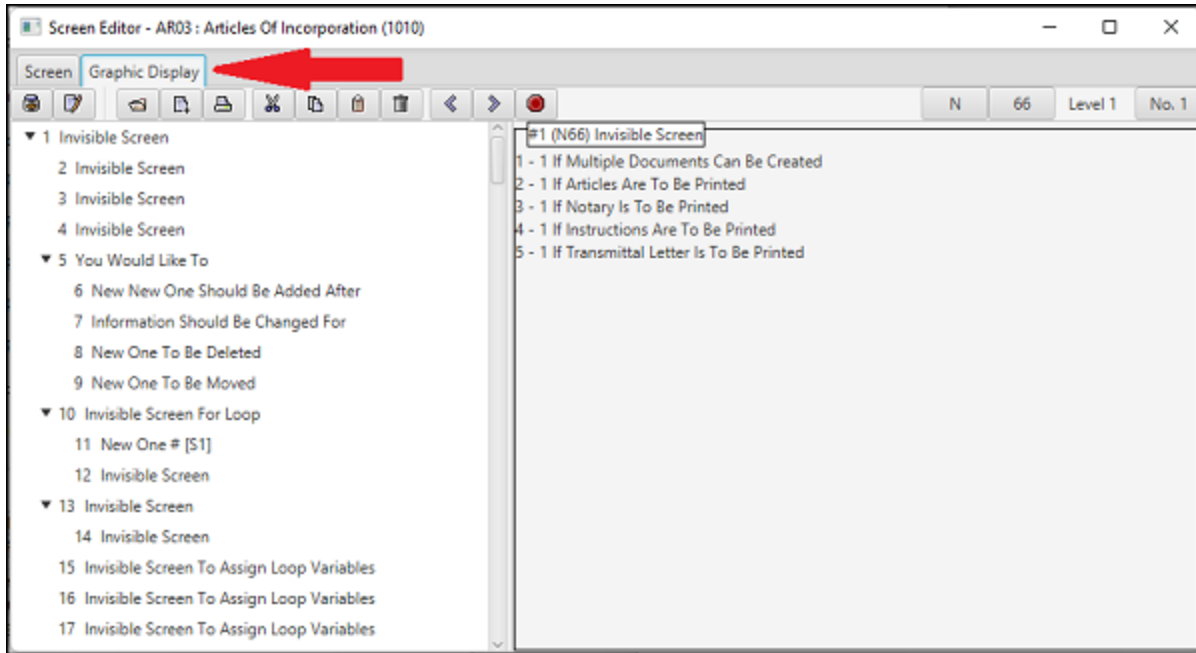 Screen Editor - AR03 : Articles Of Incorporation (1010)
Screen Graphic Display
N 66 Level 1 No. 1
1 Invisible Screen
2 Invisible Screen
3 Invisible Screen
4 Invisible Screen
5 You Would Like To
6 New New One Should Be Added After
7 Information Should Be Changed For
8 New One To Be Deleted
9 New One To Be Moved
10 Invisible Screen For Loop
11 New One # [S1]
12 Invisible Screen
13 Invisible Screen
14 Invisible Screen
15 Invisible Screen To Assign Loop Variables
16 Invisible Screen To Assign Loop Variables
17 Invisible Screen To Assign Loop Variables
#1 (N66) Invisible Screen
1 - 1 If Multiple Documents Can Be Created
2 - 1 If Articles Are To Be Printed
3 - 1 If Notary Is To Be Printed
4 - 1 If Instructions Are To Be Printed
5 - 1 If Transmittal Letter Is To Be Printed